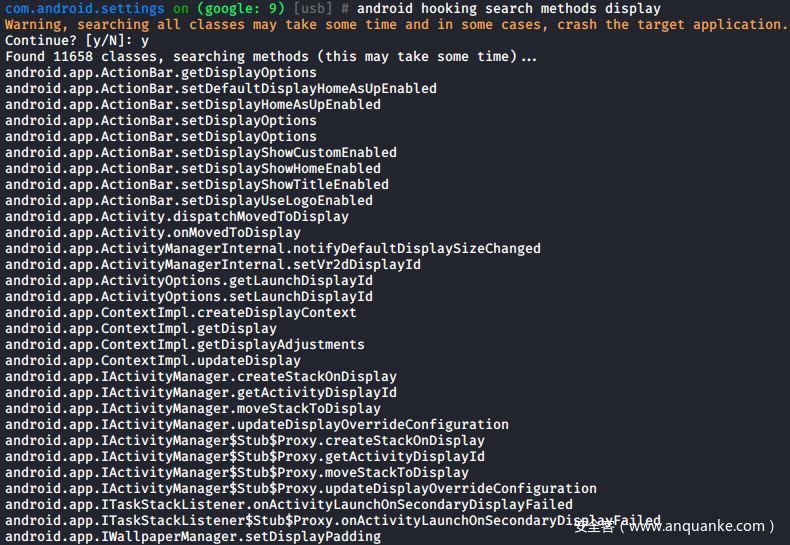 com.android.settings on (google: 9) [usb] # android hooking search methods display
Warning, searching all classes may take some time and in some cases, crash the target application.
Continue? [y/N]: y
Found 11658 classes, searching methods (this may take some time)...
android.app.ActionBar.getDisplayOptions
android.app.ActionBar.setDefaultDisplayHomeAsUpEnabled
android.app.ActionBar.setDisplayHomeAsUpEnabled
android.app.ActionBar.setDisplayOptions
android.app.ActionBar.setDisplayOptions
android.app.ActionBar.setDisplayShowCustomEnabled
android.app.ActionBar.setDisplayShowHomeEnabled
android.app.ActionBar.setDisplayShowTitleEnabled
android.app.ActionBar.setDisplayUseLogoEnabled
android.app.Activity.dispatchMovedToDisplay
android.app.Activity.onMovedToDisplay
android.app.ActivityManagerInternal.notifyDefaultDisplaySizeChanged
android.app.ActivityManagerInternal.setVr2dDisplayId
android.app.ActivityOptions.getLaunchDisplayId
android.app.ActivityOptions.setLaunchDisplayId
android.app.ContextImpl.createDisplayContext
android.app.ContextImpl.getDisplay
android.app.ContextImpl.getDisplayAdjustments
android.app.ContextImpl.updateDisplay
android.app.IActivityManager.createStackOnDisplay
android.app.IActivityManager.getActivityDisplayId
android.app.IActivityManager.moveStackToDisplay
android.app.IActivityManager.updateDisplayOverrideConfiguration
android.app.IActivityManager$Stub$Proxy.createStackOnDisplay
android.app.IActivityManager$Stub$Proxy.getActivityDisplayId
android.app.IActivityManager$Stub$Proxy.moveStackToDisplay
android.app.IActivityManager$Stub$Proxy.updateDisplayOverrideConfiguration
android.app.ITaskStackListener.onActivityLaunchOnSecondaryDisplayFailed
android.app.ITaskStackListener$Stub$Proxy.onActivityLaunchOnSecondaryDisplayFailed
android.app.IWallpaperManager.setDisplayPadding
安全客 ( www.anquanke.com )